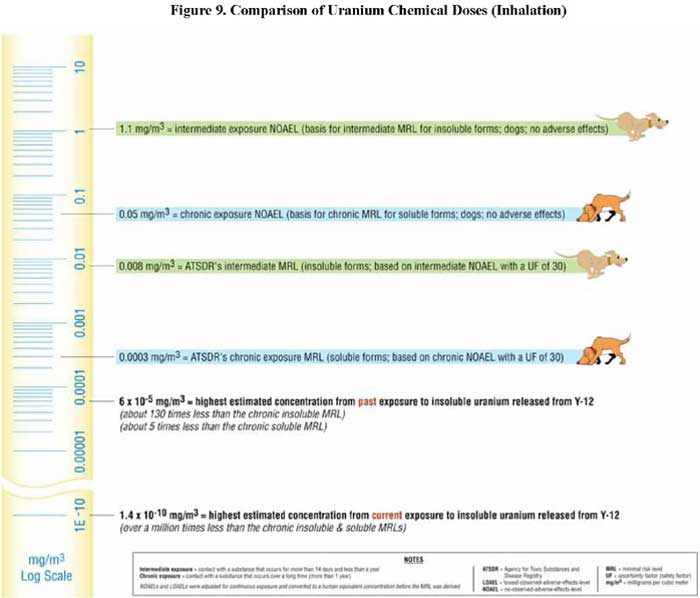 Figure 9. Comparison of Uranium Chemical Doses (Inhalation)
10
1
1.1 mg/m³ = intermediate exposure NOAEL (basis for intermediate MRL for insoluble forms; dogs; no adverse effects)
0.1
0.05 mg/m³ = chronic exposure NOAEL (basis for chronic MRL for soluble forms; dogs; no adverse effects)
0.01
0.008 mg/m³ = ATSDR's intermediate MRL (insoluble forms; based on intermediate NOAEL with a UF of 30)
0.001
0.0003 mg/m³ = ATSDR's chronic exposure MRL (soluble forms; based on chronic NOAEL with a UF of 30)
0.0001
6 x 10⁻⁵ mg/m³ = highest estimated concentration from past exposure to insoluble uranium released from Y-12
(about 130 times less than the chronic insoluble MRL)
(about 5 times less than the chronic soluble MRL)
0.00001
1E -10
1.4 x 10⁻¹⁰ mg/m³ = highest estimated concentration from current exposure to insoluble uranium released from Y-12
(over a million times less than the chronic insoluble & soluble MRLs)
mg/m³
Log Scale
NOTES
Intermediate exposure = contact with a substance that occurs for more than 14 days and less than a year
Chronic exposure = contact with a substance that occurs over a long time (more than 1 year)
NOAELs and LOAELs were adjusted for continuous exposure and converted to a human equivalent concentration before the MRL was derived
ATSDR = Agency for Toxic Substances and
Disease Registry
LOAEL = lowest-observed-adverse-effects-level
NOAEL = no-observed-adverse-effects-level
MRL = minimal risk level
UF = uncertainty factor (safety factor)
mg/m³ = milligrams per cubic meter